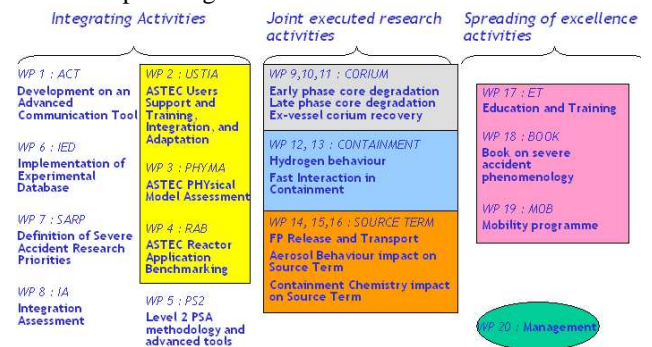 Integrating Activities
Joint executed research
activities
Spreading of excellence
activities
WP 1 : ACT
Development on an
Advanced
Communication Tool
WP 6 : IED
Implementation of
Experimental
Database
WP 7 : SARP
Definition of Severe
Accident Research
Priorities
WP 8 : IA
Integration
Assessment
WP 2 : USTIA
ASTEC Users
Support and
Training,
Integration, and
Adaptation
WP 3 : PHYMA
ASTEC PHYsical
Model Assessment
WP 4 : RAB
ASTEC Reactor
Application
Benchmarking
WP 5 : PS2
Level 2 PSA
methodology and
advanced tools
WP 9,10,11 : CORIUM
Early phase core degradation
Late phase core degradation
Ex-vessel corium recovery
WP 12, 13 : CONTAINMENT
Hydrogen behaviour
Fast Interaction in
Containment
WP 14, 15,16 : SOURCE TERM
FP Release and Transport
Aerosol Behaviour impact on
Source Term
Containment Chemistry impact
on Source Term
WP 17 : ET
Education and Training
WP 18 : BOOK
Book on severe
accident
phenomenology
WP 19 : MOB
Mobility programme
WP 20 : Management